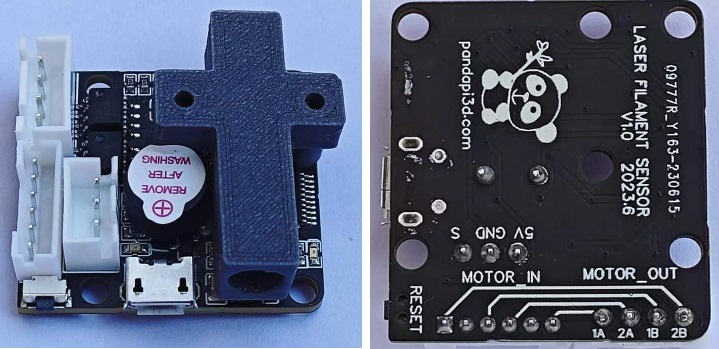 REMOVE
AFTER
WASHING
pandapi3d.com
LASER FILAMENT SENSOR
V1.0 2023.6
09777R_Y163-230615
S GND 5V
MOTOR_IN
MOTOR_OUT
RESET
1A 2A 1B 2B